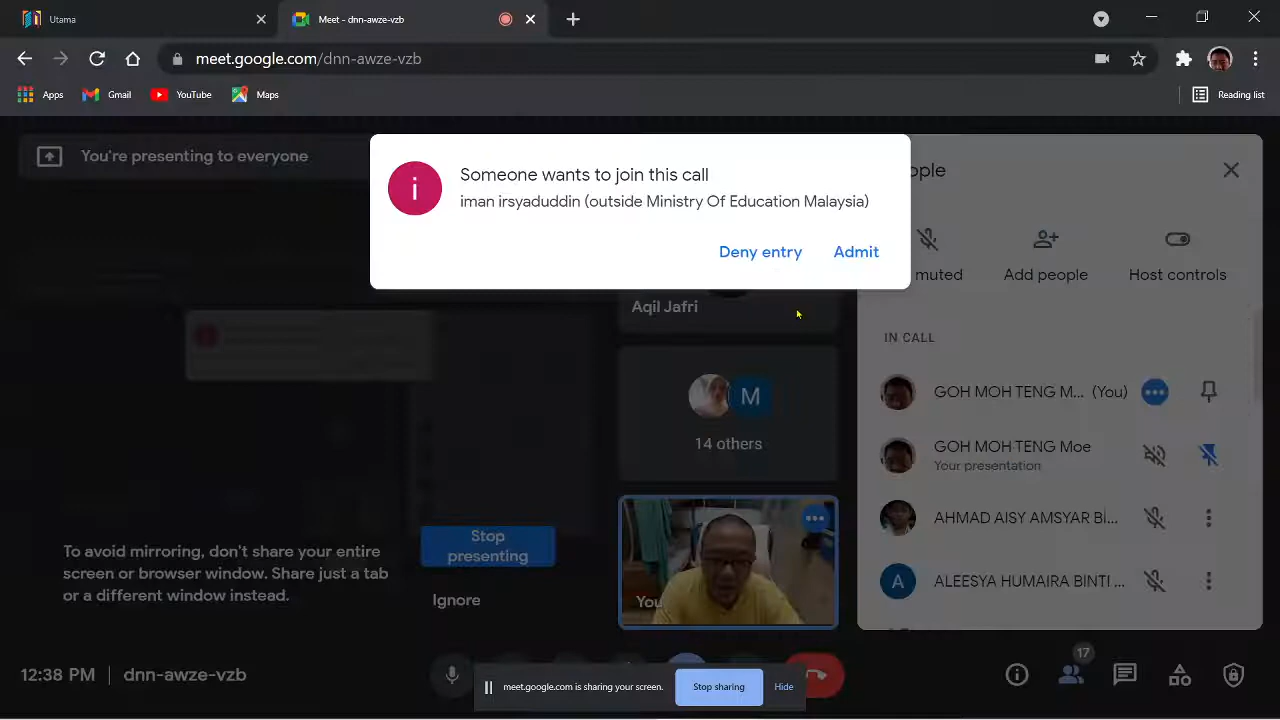 Utama
Meet - dnn-awze-vzb
meet.google.com/dnn-awze-vzb
Apps
Gmail
YouTube
Maps
Reading list
You're presenting to everyone
i
Someone wants to join this call
iman irsyaduddin (outside Ministry Of Education Malaysia)
Deny entry
Admit
ople
muted
Add people
Host controls
Aqil Jafri
M
14 others
IN CALL
GOH MOH TENG M... (You)
GOH MOH TENG Moe
Your presentation
AHMAD AISY AMSYAR BI...
A
ALEESYA HUMAIRA BINTI ...
To avoid mirroring, don't share your entire
screen or browser window. Share just a tab
or a different window instead.
Stop
presenting
Ignore
You
12:38 PM
dnn-awze-vzb
meet.google.com is sharing your screen.
Stop sharing
Hide
17